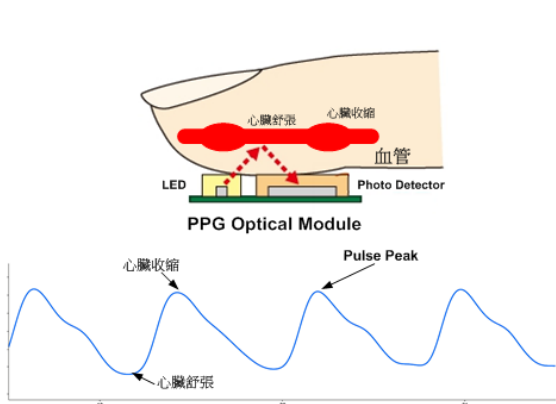 心臟舒張
心臟收縮
血管
LED
Photo Detector
PPG Optical Module
心臟收縮
Pulse Peak
心臟舒張